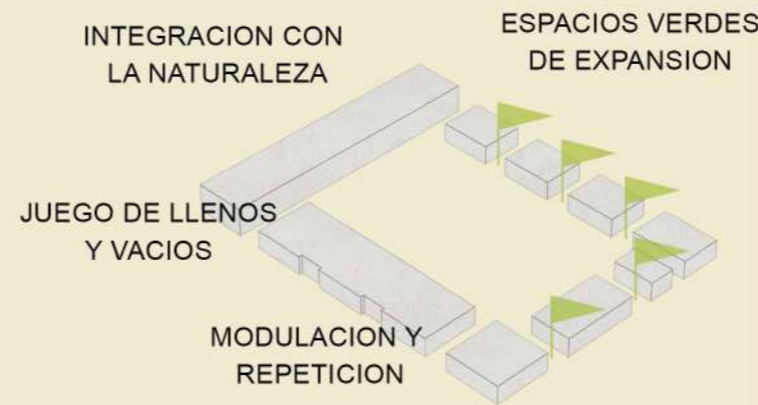 INTEGRACION CON
LA NATURALEZA
ESPACIOS VERDES
DE EXPANSION
JUEGO DE LLENOS
Y VACIOS
MODULACION Y
REPETICION